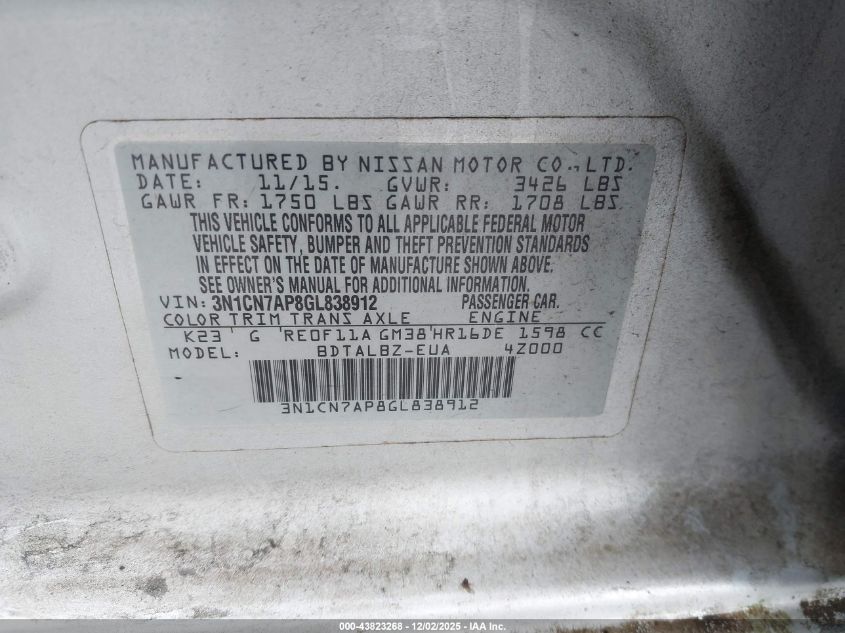 MANUFACTURED BY NISSAN MOTOR CO., LTD.
DATE: 11/15. GVWR: 3426 LBS
GAWR FR: 1750 LBS GAWR RR: 1708 LBS
THIS VEHICLE CONFORMS TO ALL APPLICABLE FEDERAL MOTOR
VEHICLE SAFETY, BUMPER AND THEFT PREVENTION STANDARDS
IN EFFECT ON THE DATE OF MANUFACTURE SHOWN ABOVE.
SEE OWNER'S MANUAL FOR ADDITIONAL INFORMATION.
VIN: 3N1CN7AP8GL838912 PASSENGER CAR.
COLOR TRIM TRANS AXLE ENGINE
K23 G RE0F11A GM38 HR16DE 1598 CC
MODEL: BDTALBZ-EUA 4Z000
3N1CN7AP8GL838912
000-43823268 - 12/02/2025 - IAA Inc.